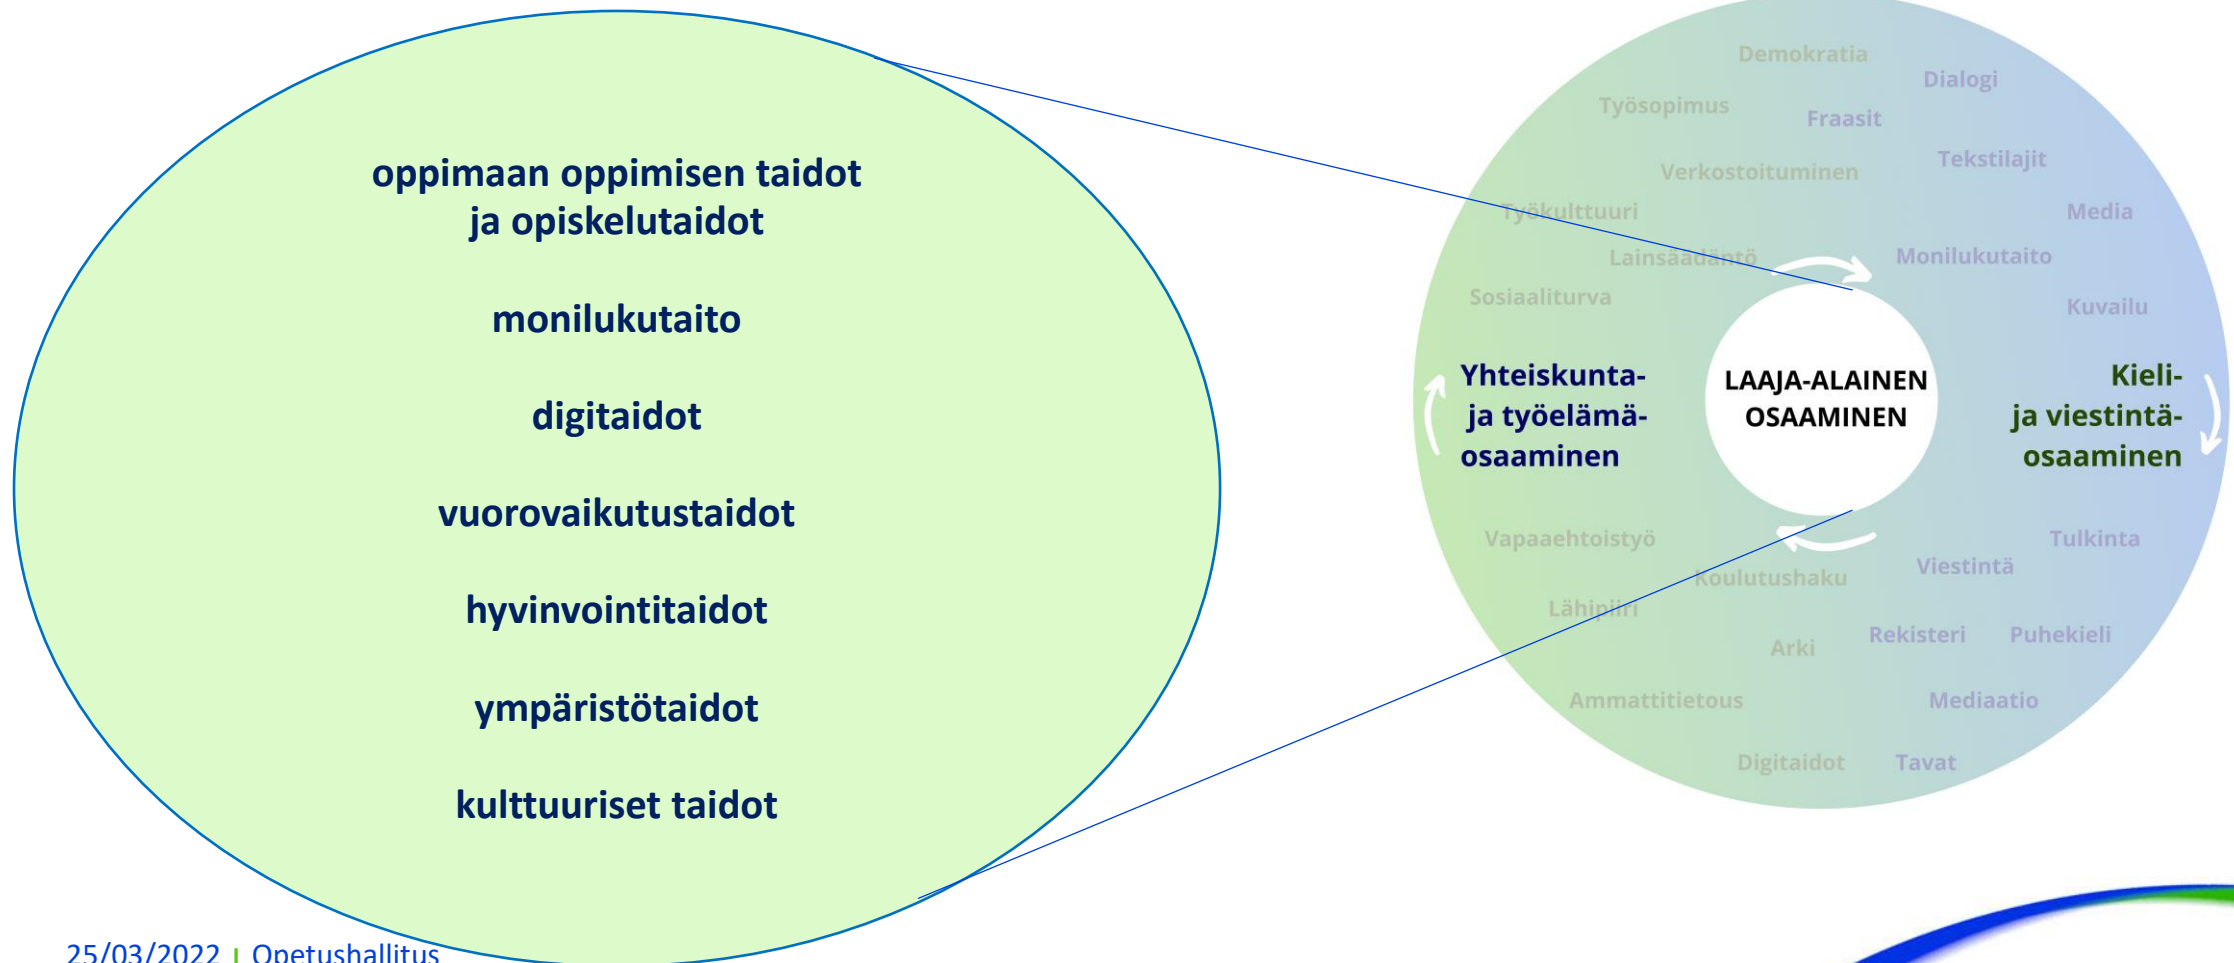 oppimaan oppimisen taidot
ja opiskelutaidot
monilukutaito
digitaidot
vuorovaikutustaidot
hyvinvointitaidot
ympäristötaidot
kulttuuriset taidot
Demokratia
Dialogi
Työsopimus
Fraasit
Verkostoituminen
Tekstilajit
Työkulttuuri
Media
Lainsäädäntö
Monilukutaito
Sosiaaliturva
Kuvailu
Yhteiskunta-
ja työelämä-
osaaminen
LAAJA-ALAINEN
OSAAMINEN
Kieli-
ja viestintä-
osaaminen
Vapaaehtoistyö
Tulkinta
Koulutushaku
Viestintä
Lähipiiri
Arki
Rekisteri
Puhekieli
Ammattitietous
Mediaatio
Digitaidot
Tavat
25/03/2022 | Opetushallitus